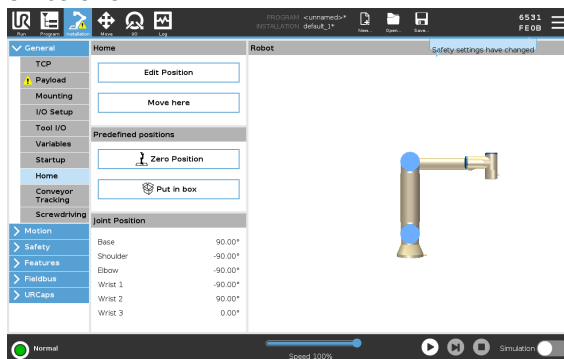 PROGRAM <unnamed>*
INSTALLATION default_1*
6531
FE0B
Run
Program
Installation
Move
I/O
Log
New...
Open...
Save...
General
TCP
Payload
Mounting
I/O Setup
Tool I/O
Variables
Startup
Home
Conveyor
Tracking
Screwdriving
Motion
Safety
Features
Fieldbus
URCaps
Home
Edit Position
Move here
Predefined positions
Zero Position
Put in box
Joint Position
Base 90.00°
Shoulder -90.00°
Elbow -90.00°
Wrist 1 -90.00°
Wrist 2 90.00°
Wrist 3 0.00°
Robot
Safety settings have changed
Normal
Speed 100%
Simulation